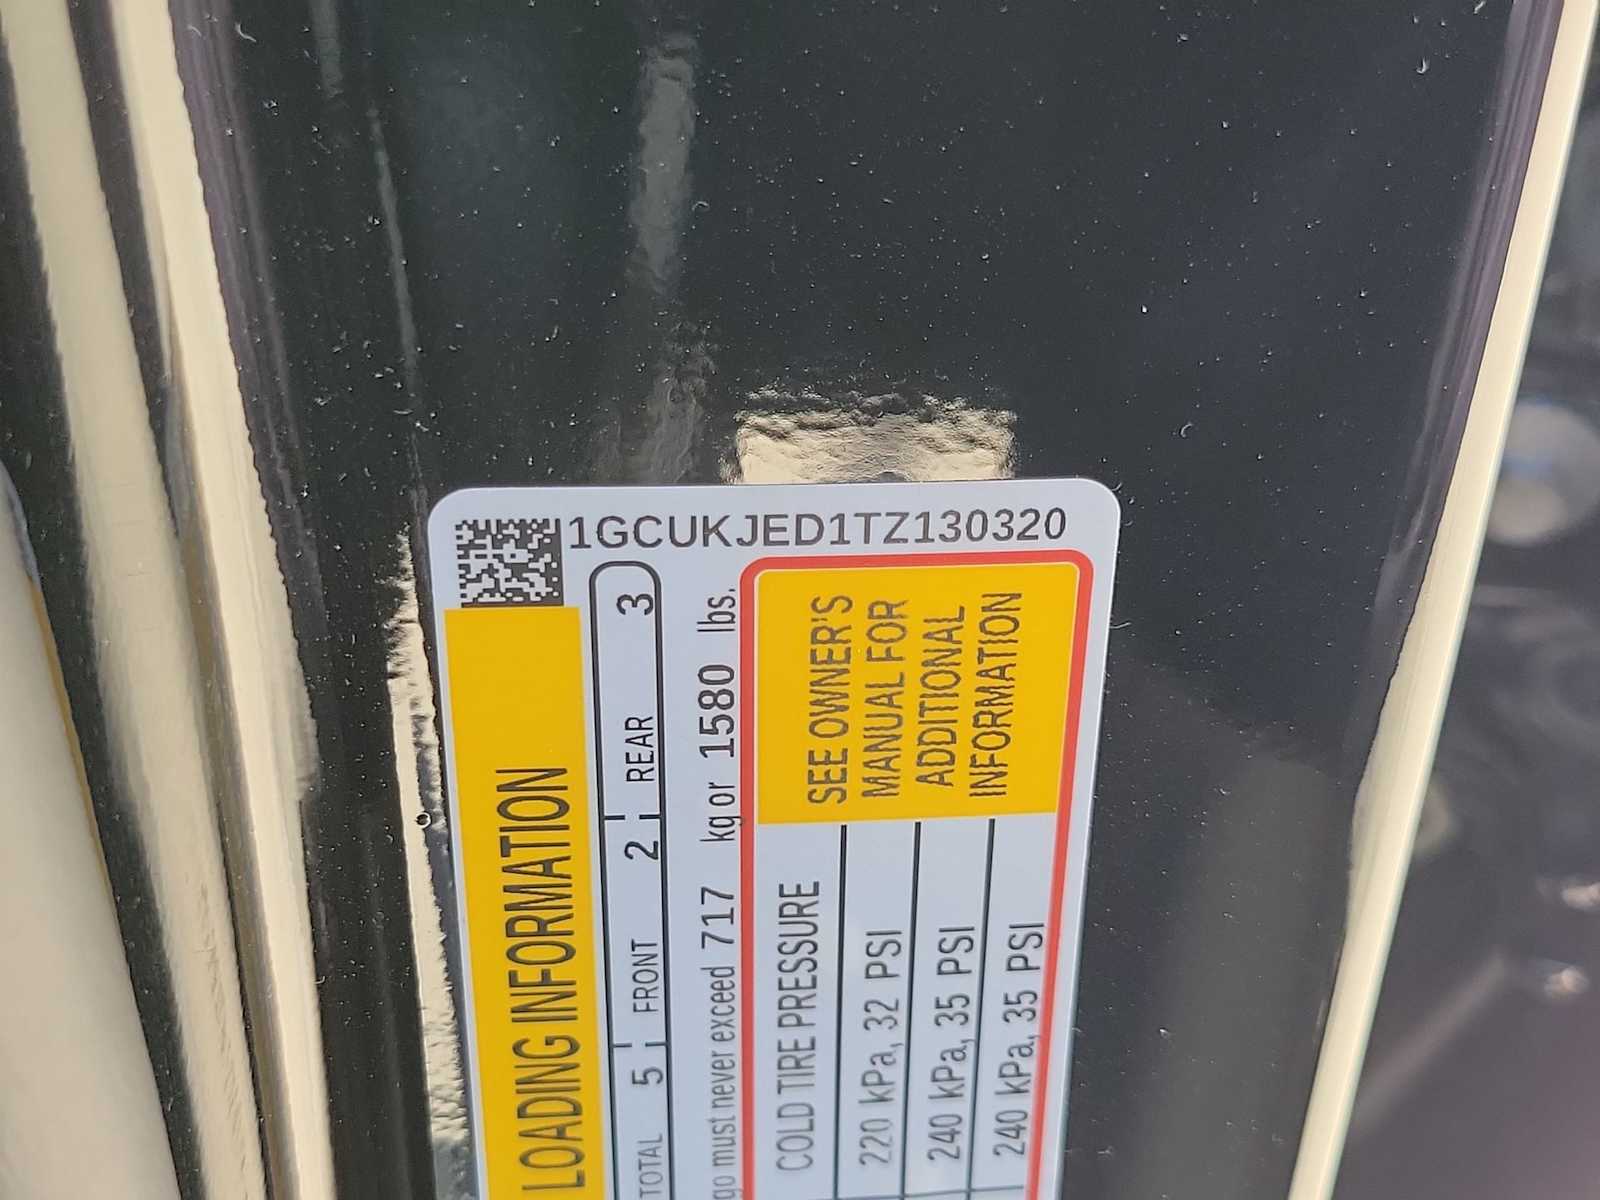 1GCUKJED1TZ130320
LOADING INFORMATION
TOTAL 5 FRONT 2 REAR 3
must never exceed 717 kg or 1580 lbs.
COLD TIRE PRESSURE
220 kPa, 32 PSI
240 kPa, 35 PSI
240 kPa, 35 PSI
SEE OWNER'S
MANUAL FOR
ADDITIONAL
INFORMATION